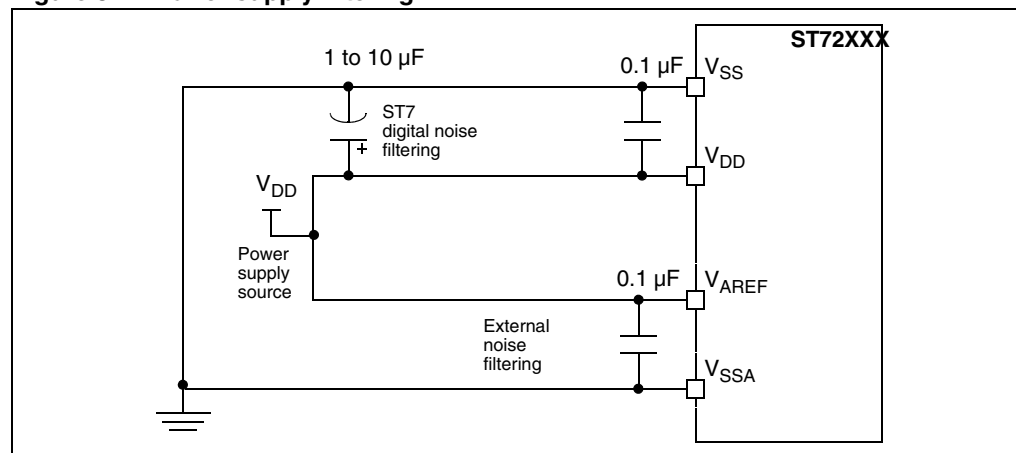 ST72XXX
1 to 10 µF
0.1 µF
VSS
ST7
digital noise
filtering
+
VDD
VDD
Power
supply
source
0.1 µF
VAREF
External
noise
filtering
VSSA